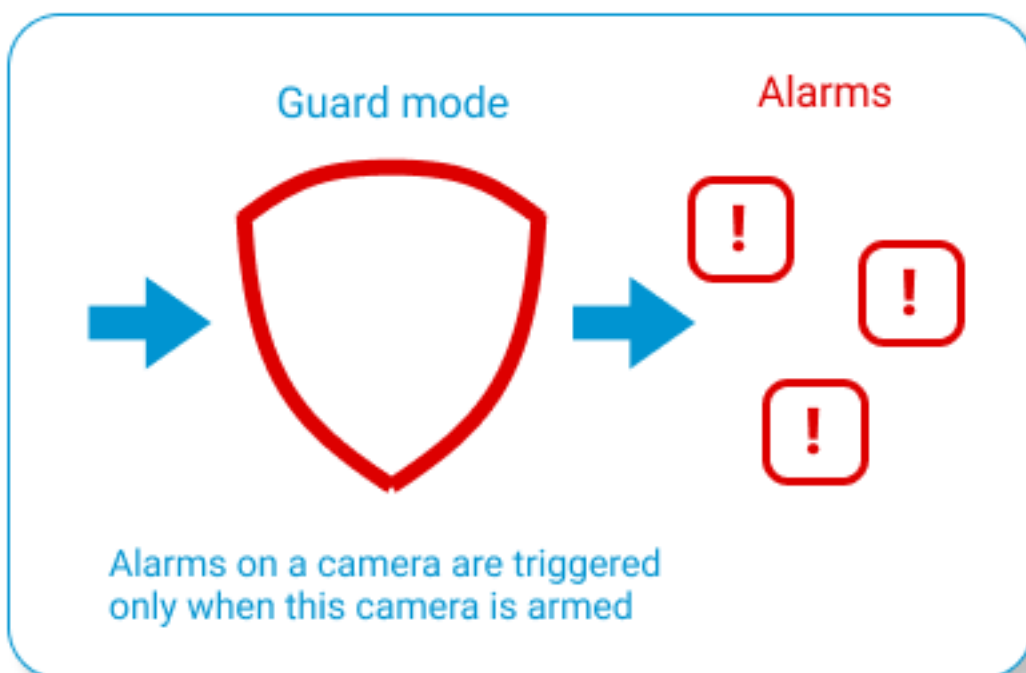 Guard mode
Alarms
!
!
!
Alarms on a camera are triggered
only when this camera is armed